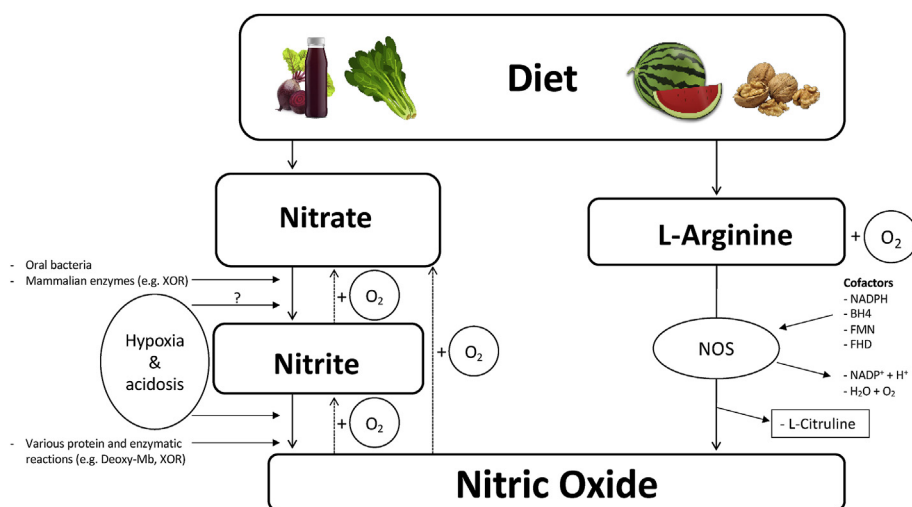 Diet
Nitrate
L-Arginine
+ O₂
- Oral bacteria
- Mammalian enzymes (e.g. XOR)
?
+ O₂
Cofactors
- NADPH
- BH4
- FMN
- FHD
Hypoxia
&
acidosis
Nitrite
+ O₂
NOS
- NADP⁺ + H⁺
- H₂O + O₂
+ O₂
- L-Citruline
- Various protein and enzymatic
reactions (e.g. Deoxy-Mb, XOR)
Nitric Oxide